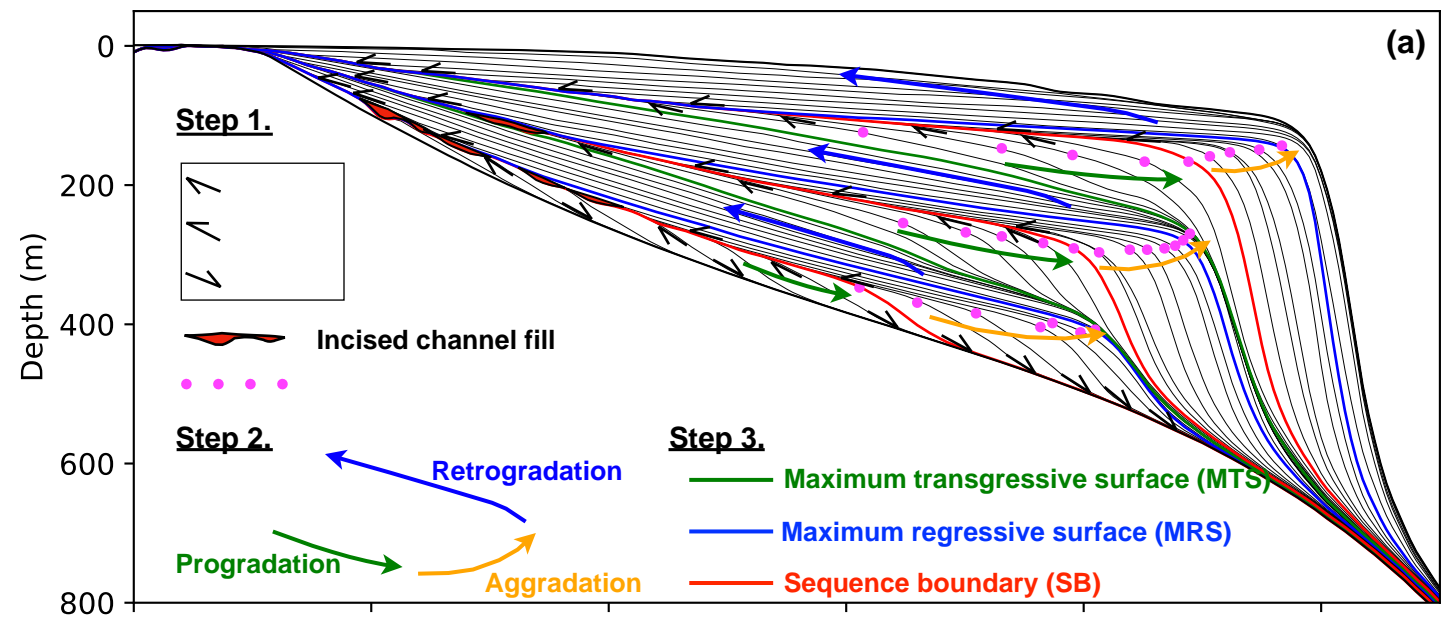 (a)
0
200
400
600
800
Depth (m)
Step 1.
Incised channel fill
Step 2.
Retrogradation
Progradation
Aggradation
Step 3.
Maximum transgressive surface (MTS)
Maximum regressive surface (MRS)
Sequence boundary (SB)